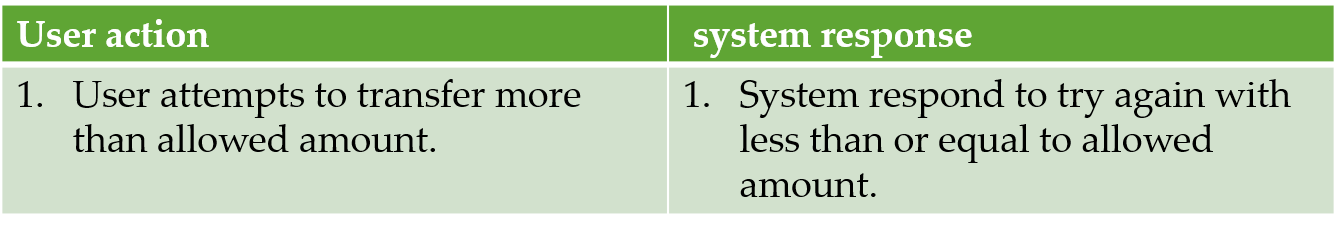 User action
system response
1. User attempts to transfer more
than allowed amount.
1. System respond to try again with
less than or equal to allowed
amount.